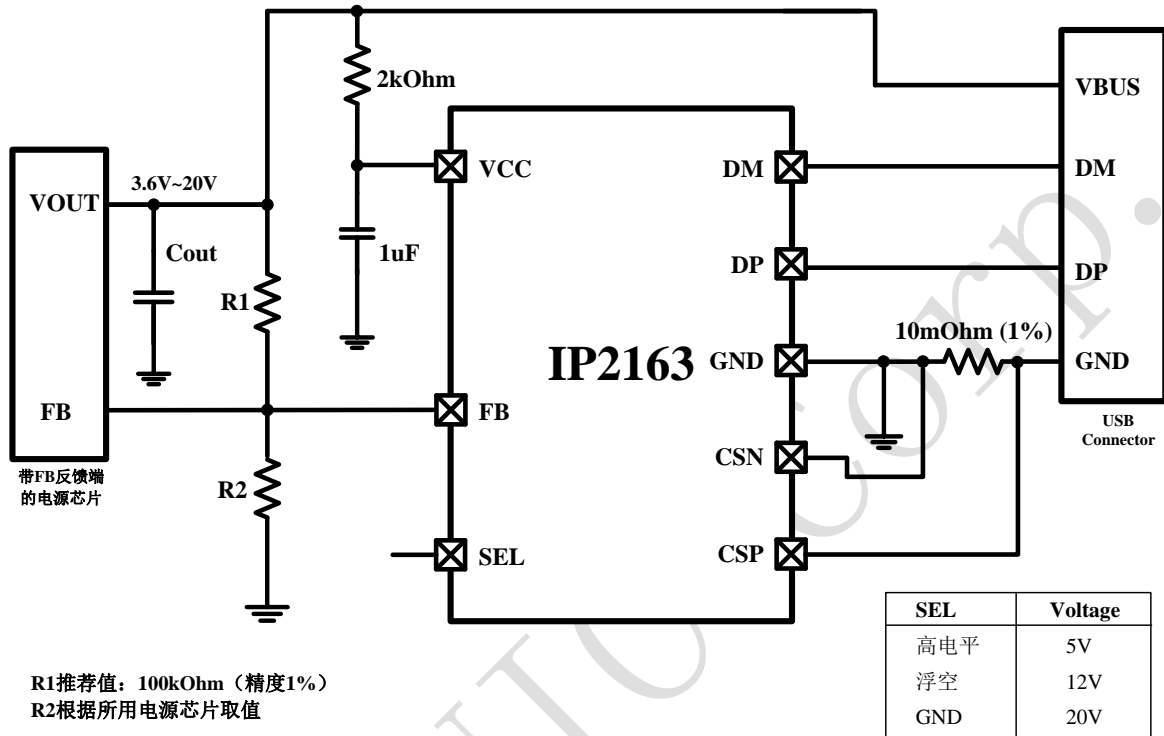 2kOhm
VBUS
VCC
DM
DM
3.6V~20V
VOUT
Cout
1uF
DP
DP
R1
10mOhm (1%)
IP2163
GND
GND
FB
FB
USB
Connector
CSN
带FB反馈端
的电源芯片
R2
SEL
CSP
SEL Voltage
高电平 5V
浮空 12V
GND 20V
R1推荐值：100kOhm（精度1%）
R2根据所用电源芯片取值
Corp.